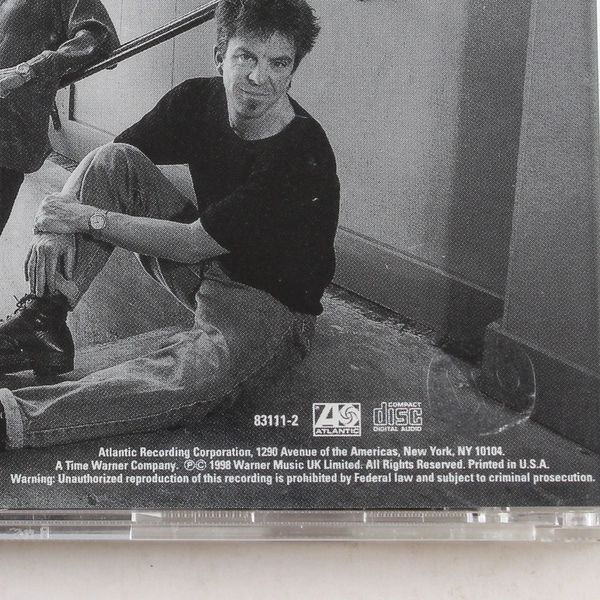 83111-2
ATLANTIC
COMPACT
disc
DIGITAL AUDIO
Atlantic Recording Corporation, 1290 Avenue of the Americas, New York, NY 10104.
A Time Warner Company. ℗© 1998 Warner Music UK Limited. All Rights Reserved. Printed in U.S.A.
Warning: Unauthorized reproduction of this recording is prohibited by Federal law and subject to criminal prosecution.